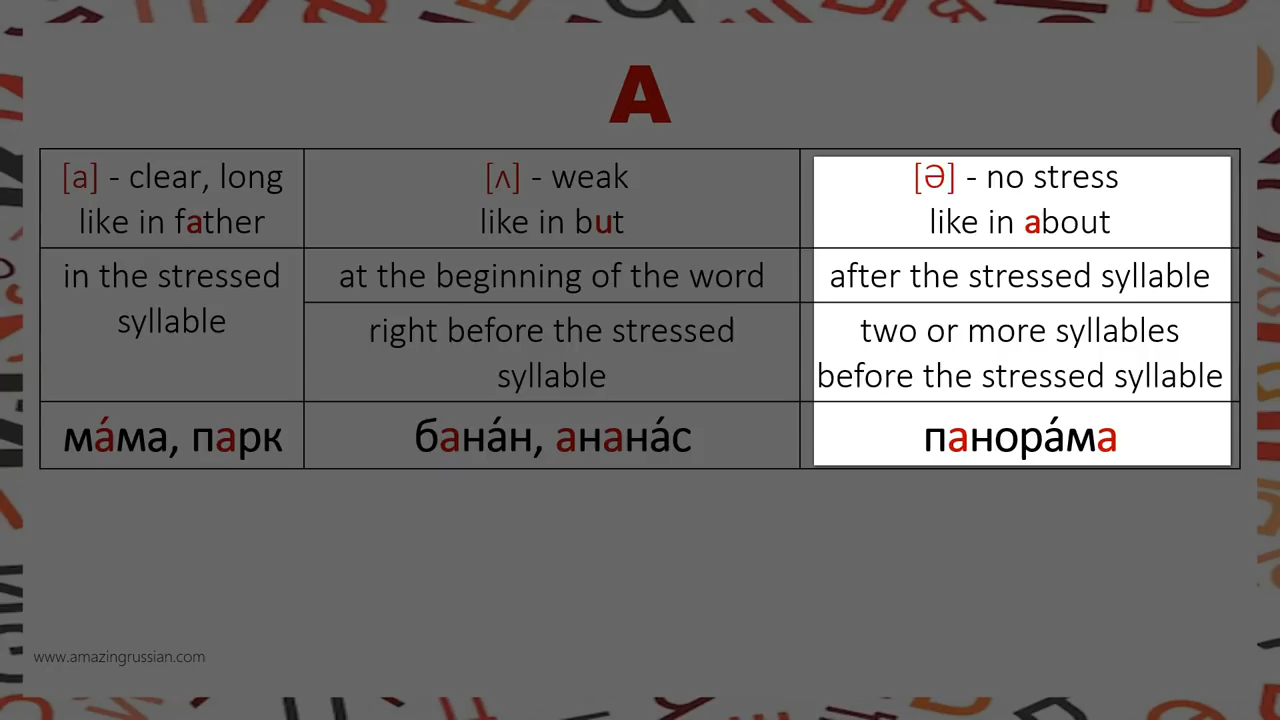 А
[a] - clear, long
like in father
[ʌ] - weak
like in but
[Ə] - no stress
like in about
in the stressed
syllable
at the beginning of the word
right before the stressed
syllable
after the stressed syllable
two or more syllables
before the stressed syllable
ма́ма, парк
бана́н, анана́с
панора́ма
www.amazingrussian.com